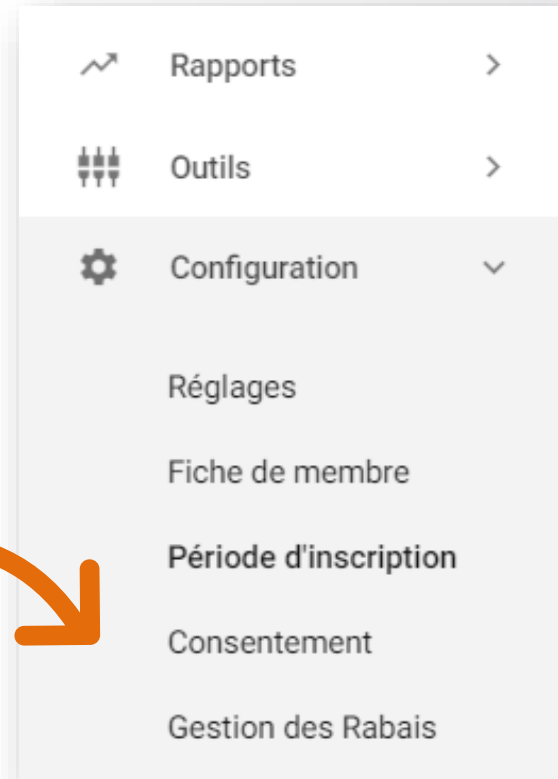 Rapports
Outils
Configuration
Réglages
Fiche de membre
Période d'inscription
Consentement
Gestion des Rabais